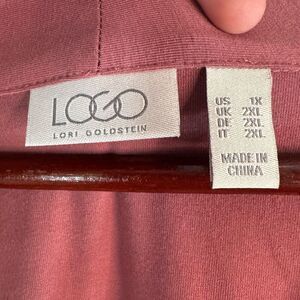 LOGO
LORI GOLDSTEIN
US 1X
UK 2XL
DE 2XL
IT 2XL
MADE IN
CHINA